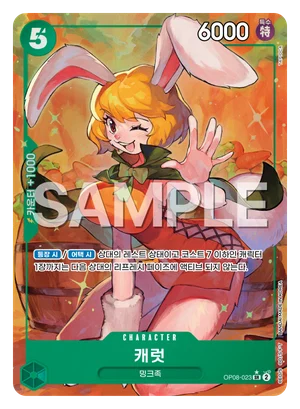 5
6000
특수
特
카운터 +1000
SAMPLE
등장 시 / 어택 시 상대의 레스트 상태이고 코스트 7 이하인 캐릭터
1장까지는 다음 상대의 리프레시 페이즈에 액티브 되지 않는다.
CHARACTER
캐럿
밍크족
OP08-023 SR 2